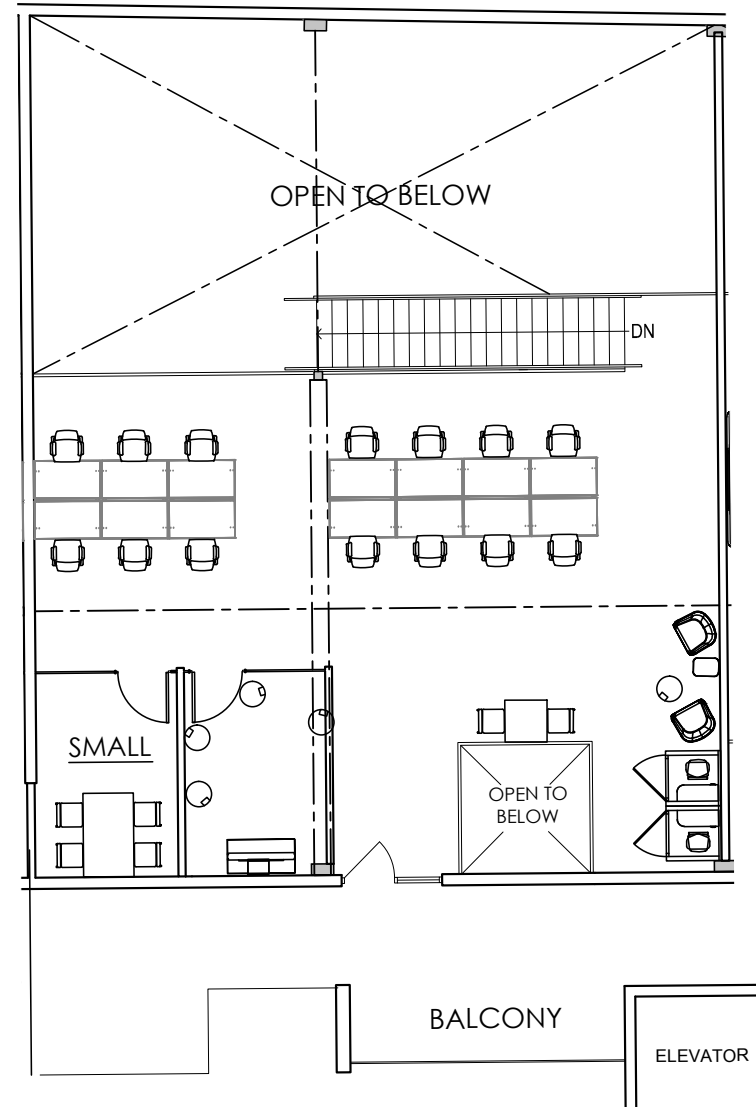 OPEN TO BELOW
DN
SMALL
OPEN TO
BELOW
BALCONY
ELEVATOR